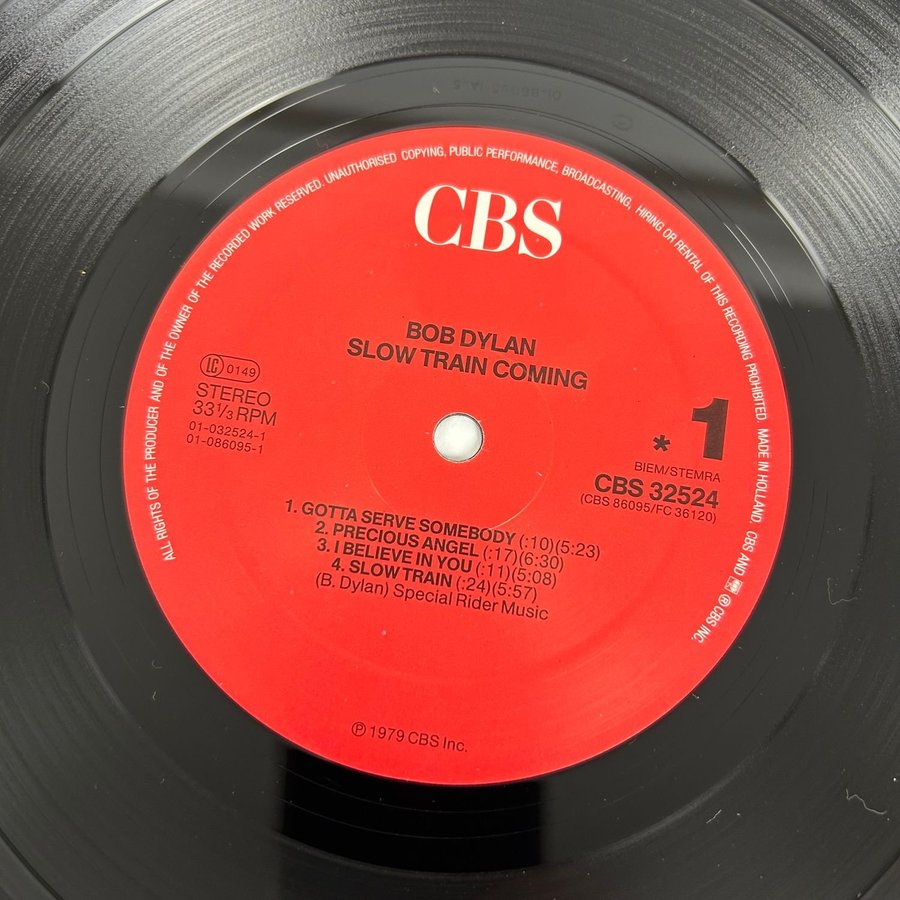 ALL RIGHTS OF THE PRODUCER AND OF THE OWNER OF THE RECORDED WORK RESERVED. UNAUTHORISED COPYING, PUBLIC PERFORMANCE, BROADCASTING, HIRING OR RENTAL OF THIS RECORDING PROHIBITED. MADE IN HOLLAND. CBS AND ℗ CBS INC.
CBS
BOB DYLAN
SLOW TRAIN COMING
LC 0149
STEREO
33 1/3 RPM
01-032524-1
01-086095-1
* 1
BIEM/STEMRA
CBS 32524
(CBS 86095/FC 36120)
1. GOTTA SERVE SOMEBODY (:10)(5:23)
2. PRECIOUS ANGEL (:17)(6:30)
3. I BELIEVE IN YOU (:11)(5:08)
4. SLOW TRAIN (:24)(5:57)
(B. Dylan) Special Rider Music
℗ 1979 CBS Inc.